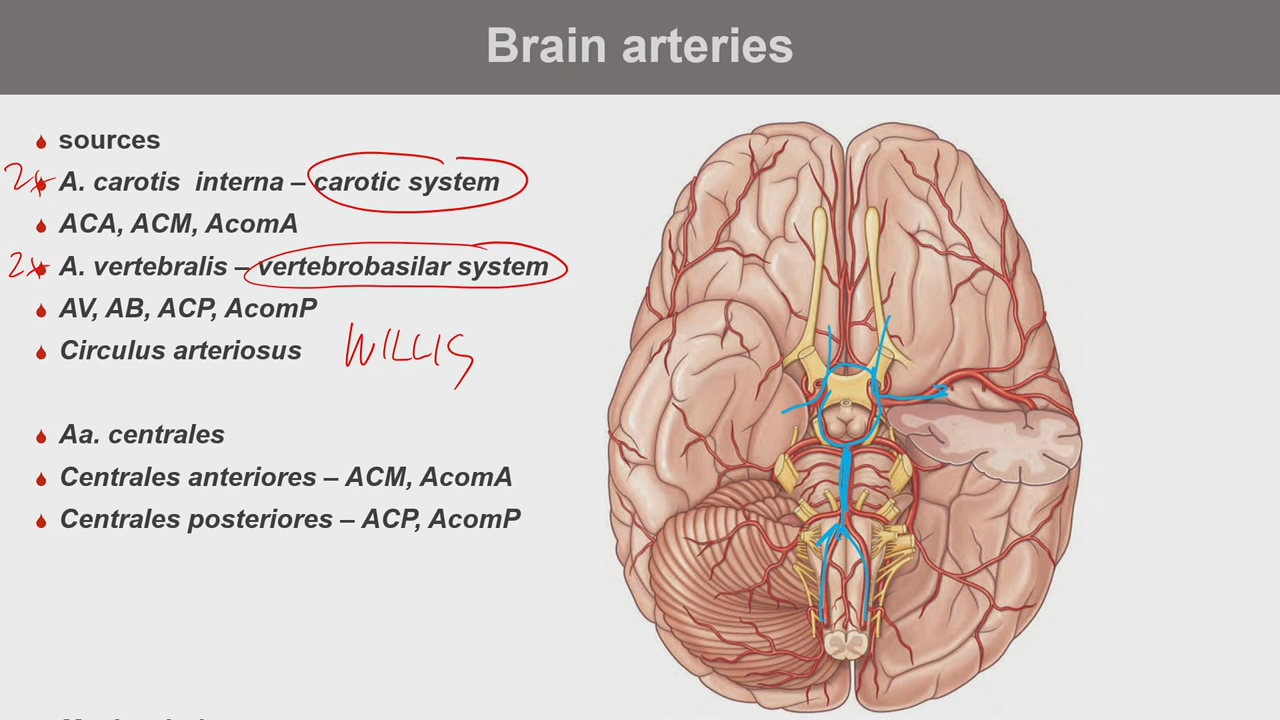 Brain arteries
sources
2x A. carotis interna – carotic system
ACA, ACM, AcomA
2x A. vertebralis – vertebrobasilar system
AV, AB, ACP, AcomP
Circulus arteriosus WILLIS
Aa. centrales
Centrales anteriores – ACM, AcomA
Centrales posteriores – ACP, AcomP